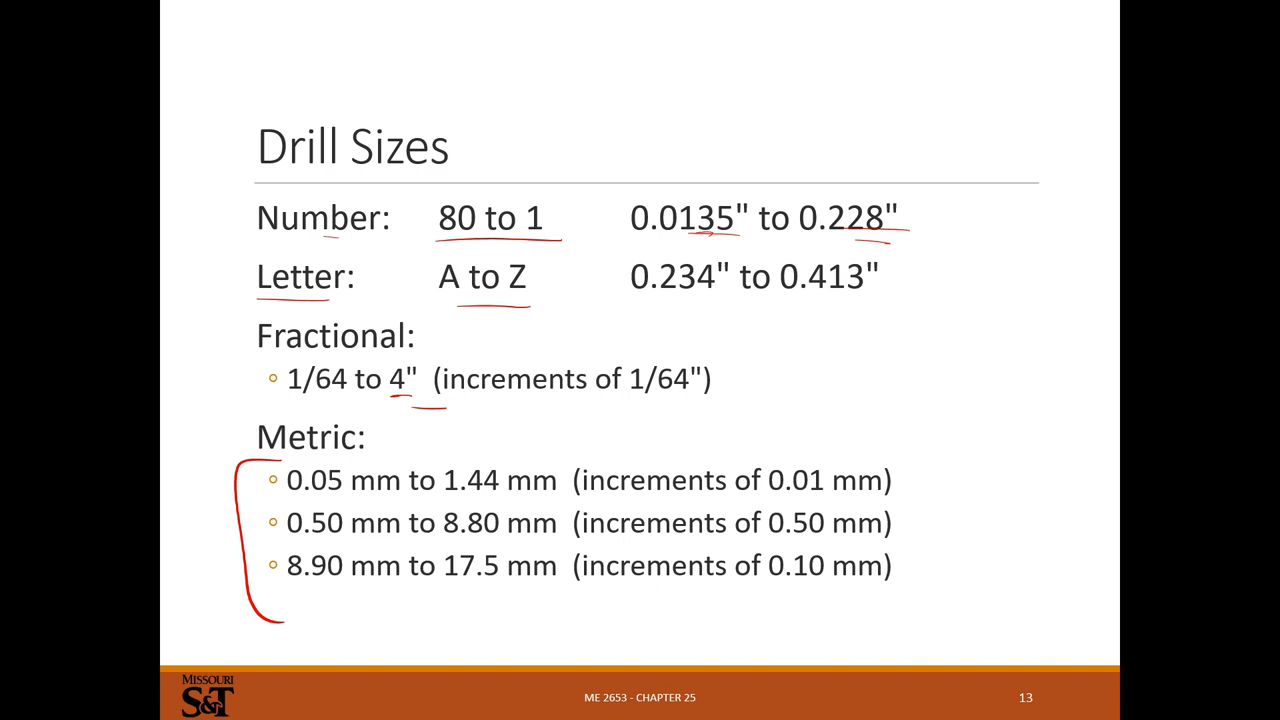 Drill Sizes
Number: 80 to 1 0.0135" to 0.228"
Letter: A to Z 0.234" to 0.413"
Fractional:
◦ 1/64 to 4" (increments of 1/64")
Metric:
◦ 0.05 mm to 1.44 mm (increments of 0.01 mm)
◦ 0.50 mm to 8.80 mm (increments of 0.50 mm)
◦ 8.90 mm to 17.5 mm (increments of 0.10 mm)
MISSOURI
S&T
ME 2653 - CHAPTER 25
13